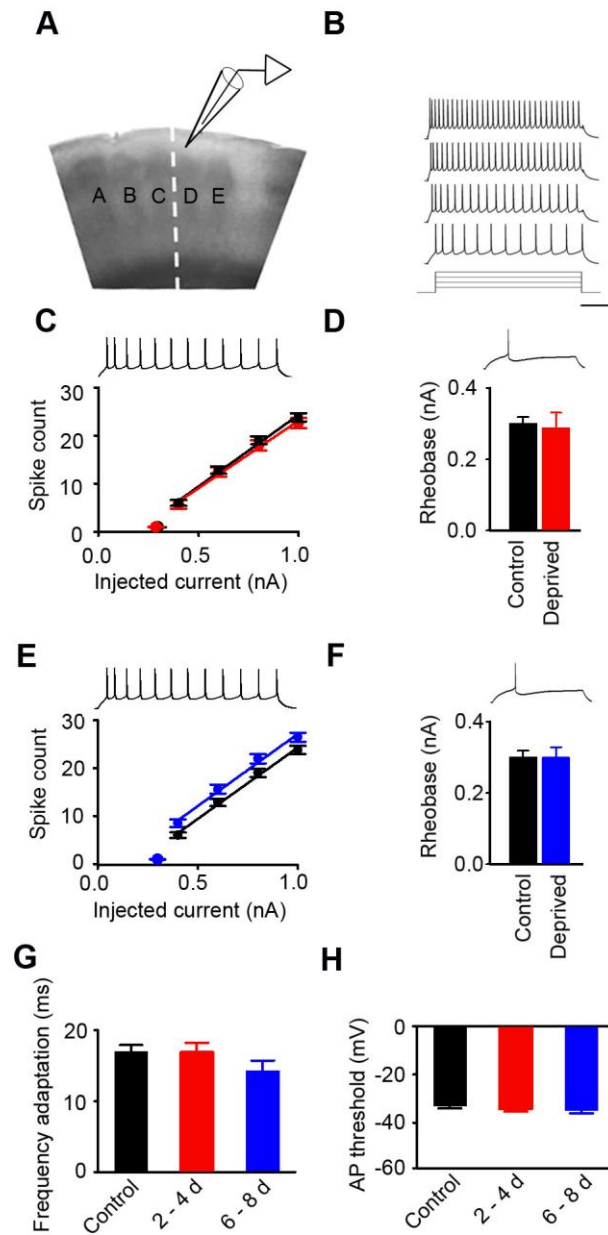 A
B
A B C D E
C
30
20
10
0
Spike count
0.0 0.5 1.0
Injected current (nA)
D
0.4
0.2
0.0
Rheobase (nA)
Control
Deprived
E
30
20
10
0
Spike count
0.0 0.5 1.0
Injected current (nA)
F
0.4
0.2
0.0
Rheobase (nA)
Control
Deprived
G
20
10
0
Frequency adaptation (ms)
Control
2 - 4 d
6 - 8 d
H
0
-20
-40
-60
AP threshold (mV)
Control
2 - 4 d
6 - 8 d